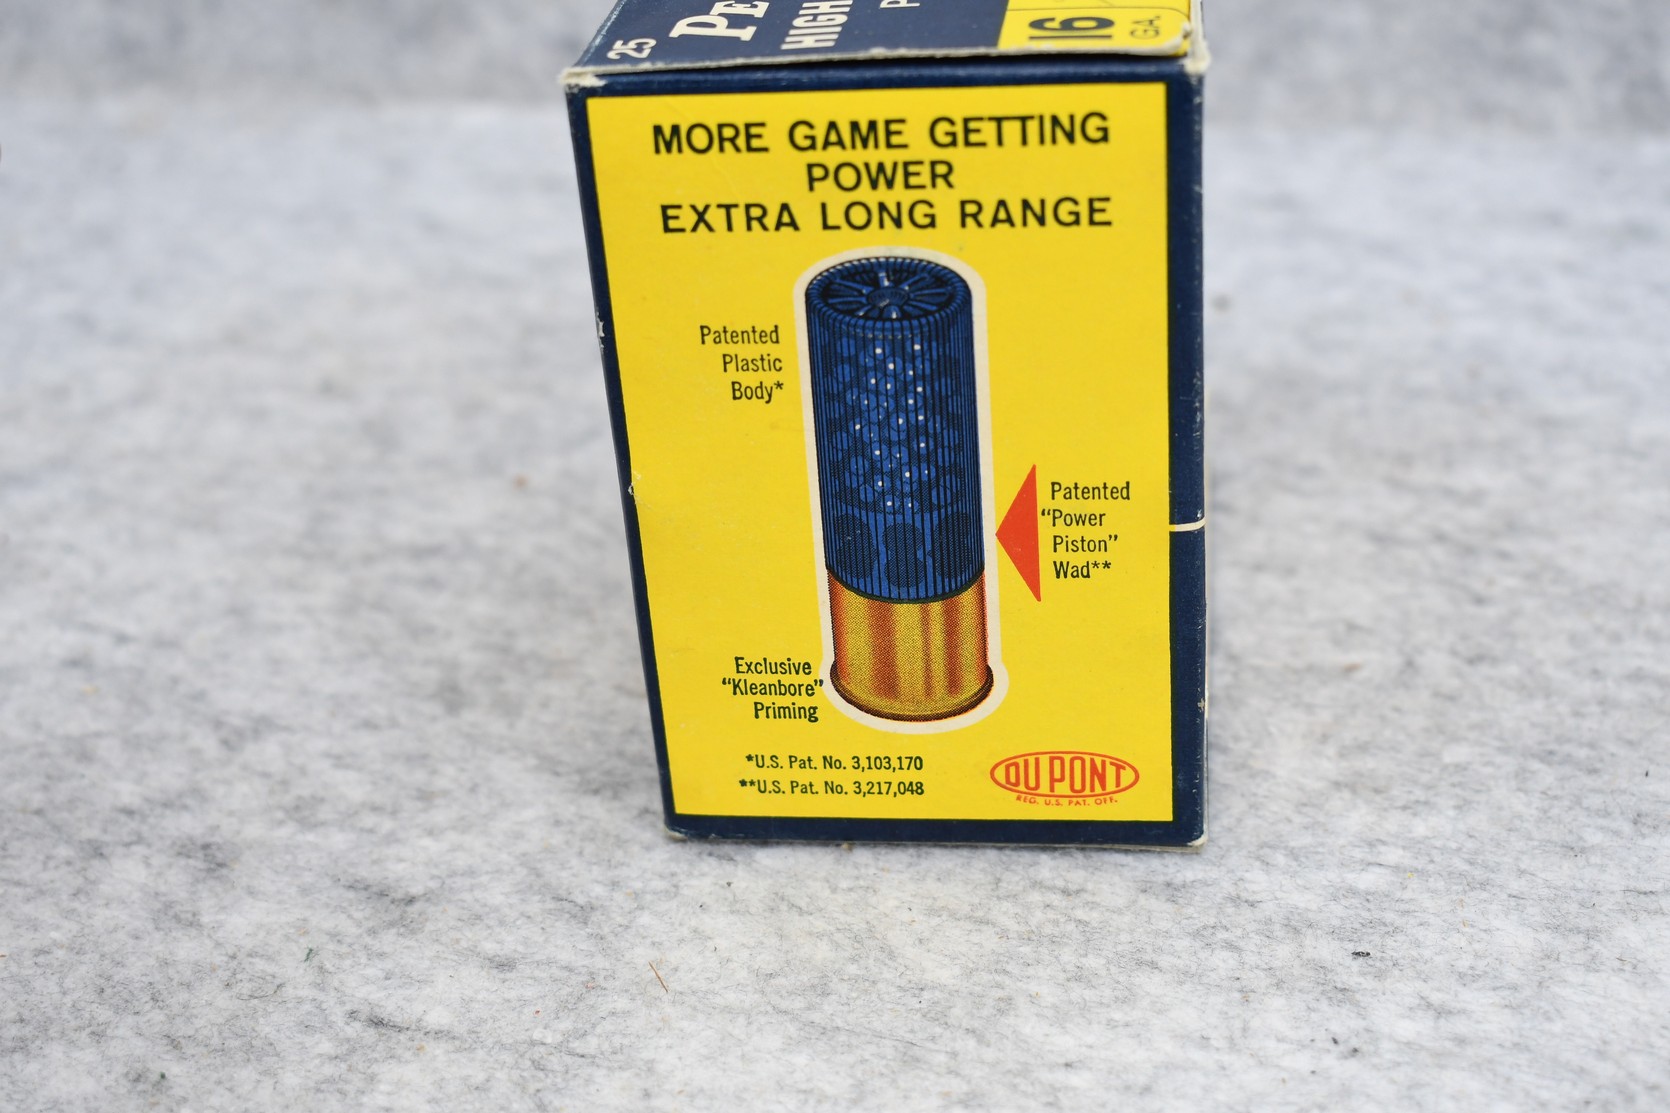 25
HIGH
16
GA.
MORE GAME GETTING
POWER
EXTRA LONG RANGE
Patented
Plastic
Body*
Patented
“Power
Piston”
Wad**
Exclusive
“Kleanbore”
Priming
*U.S. Pat. No. 3,103,170
**U.S. Pat. No. 3,217,048
DU PONT
REG. U.S. PAT. OFF.